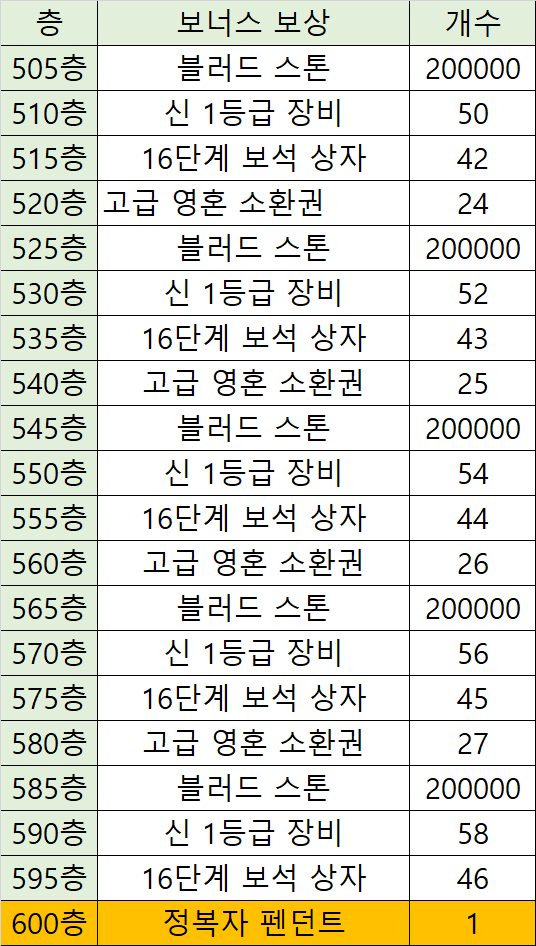 층 보너스 보상 개수
505층 블러드 스톤 200000
510층 신 1등급 장비 50
515층 16단계 보석 상자 42
520층 고급 영혼 소환권 24
525층 블러드 스톤 200000
530층 신 1등급 장비 52
535층 16단계 보석 상자 43
540층 고급 영혼 소환권 25
545층 블러드 스톤 200000
550층 신 1등급 장비 54
555층 16단계 보석 상자 44
560층 고급 영혼 소환권 26
565층 블러드 스톤 200000
570층 신 1등급 장비 56
575층 16단계 보석 상자 45
580층 고급 영혼 소환권 27
585층 블러드 스톤 200000
590층 신 1등급 장비 58
595층 16단계 보석 상자 46
600층 정복자 펜던트 1